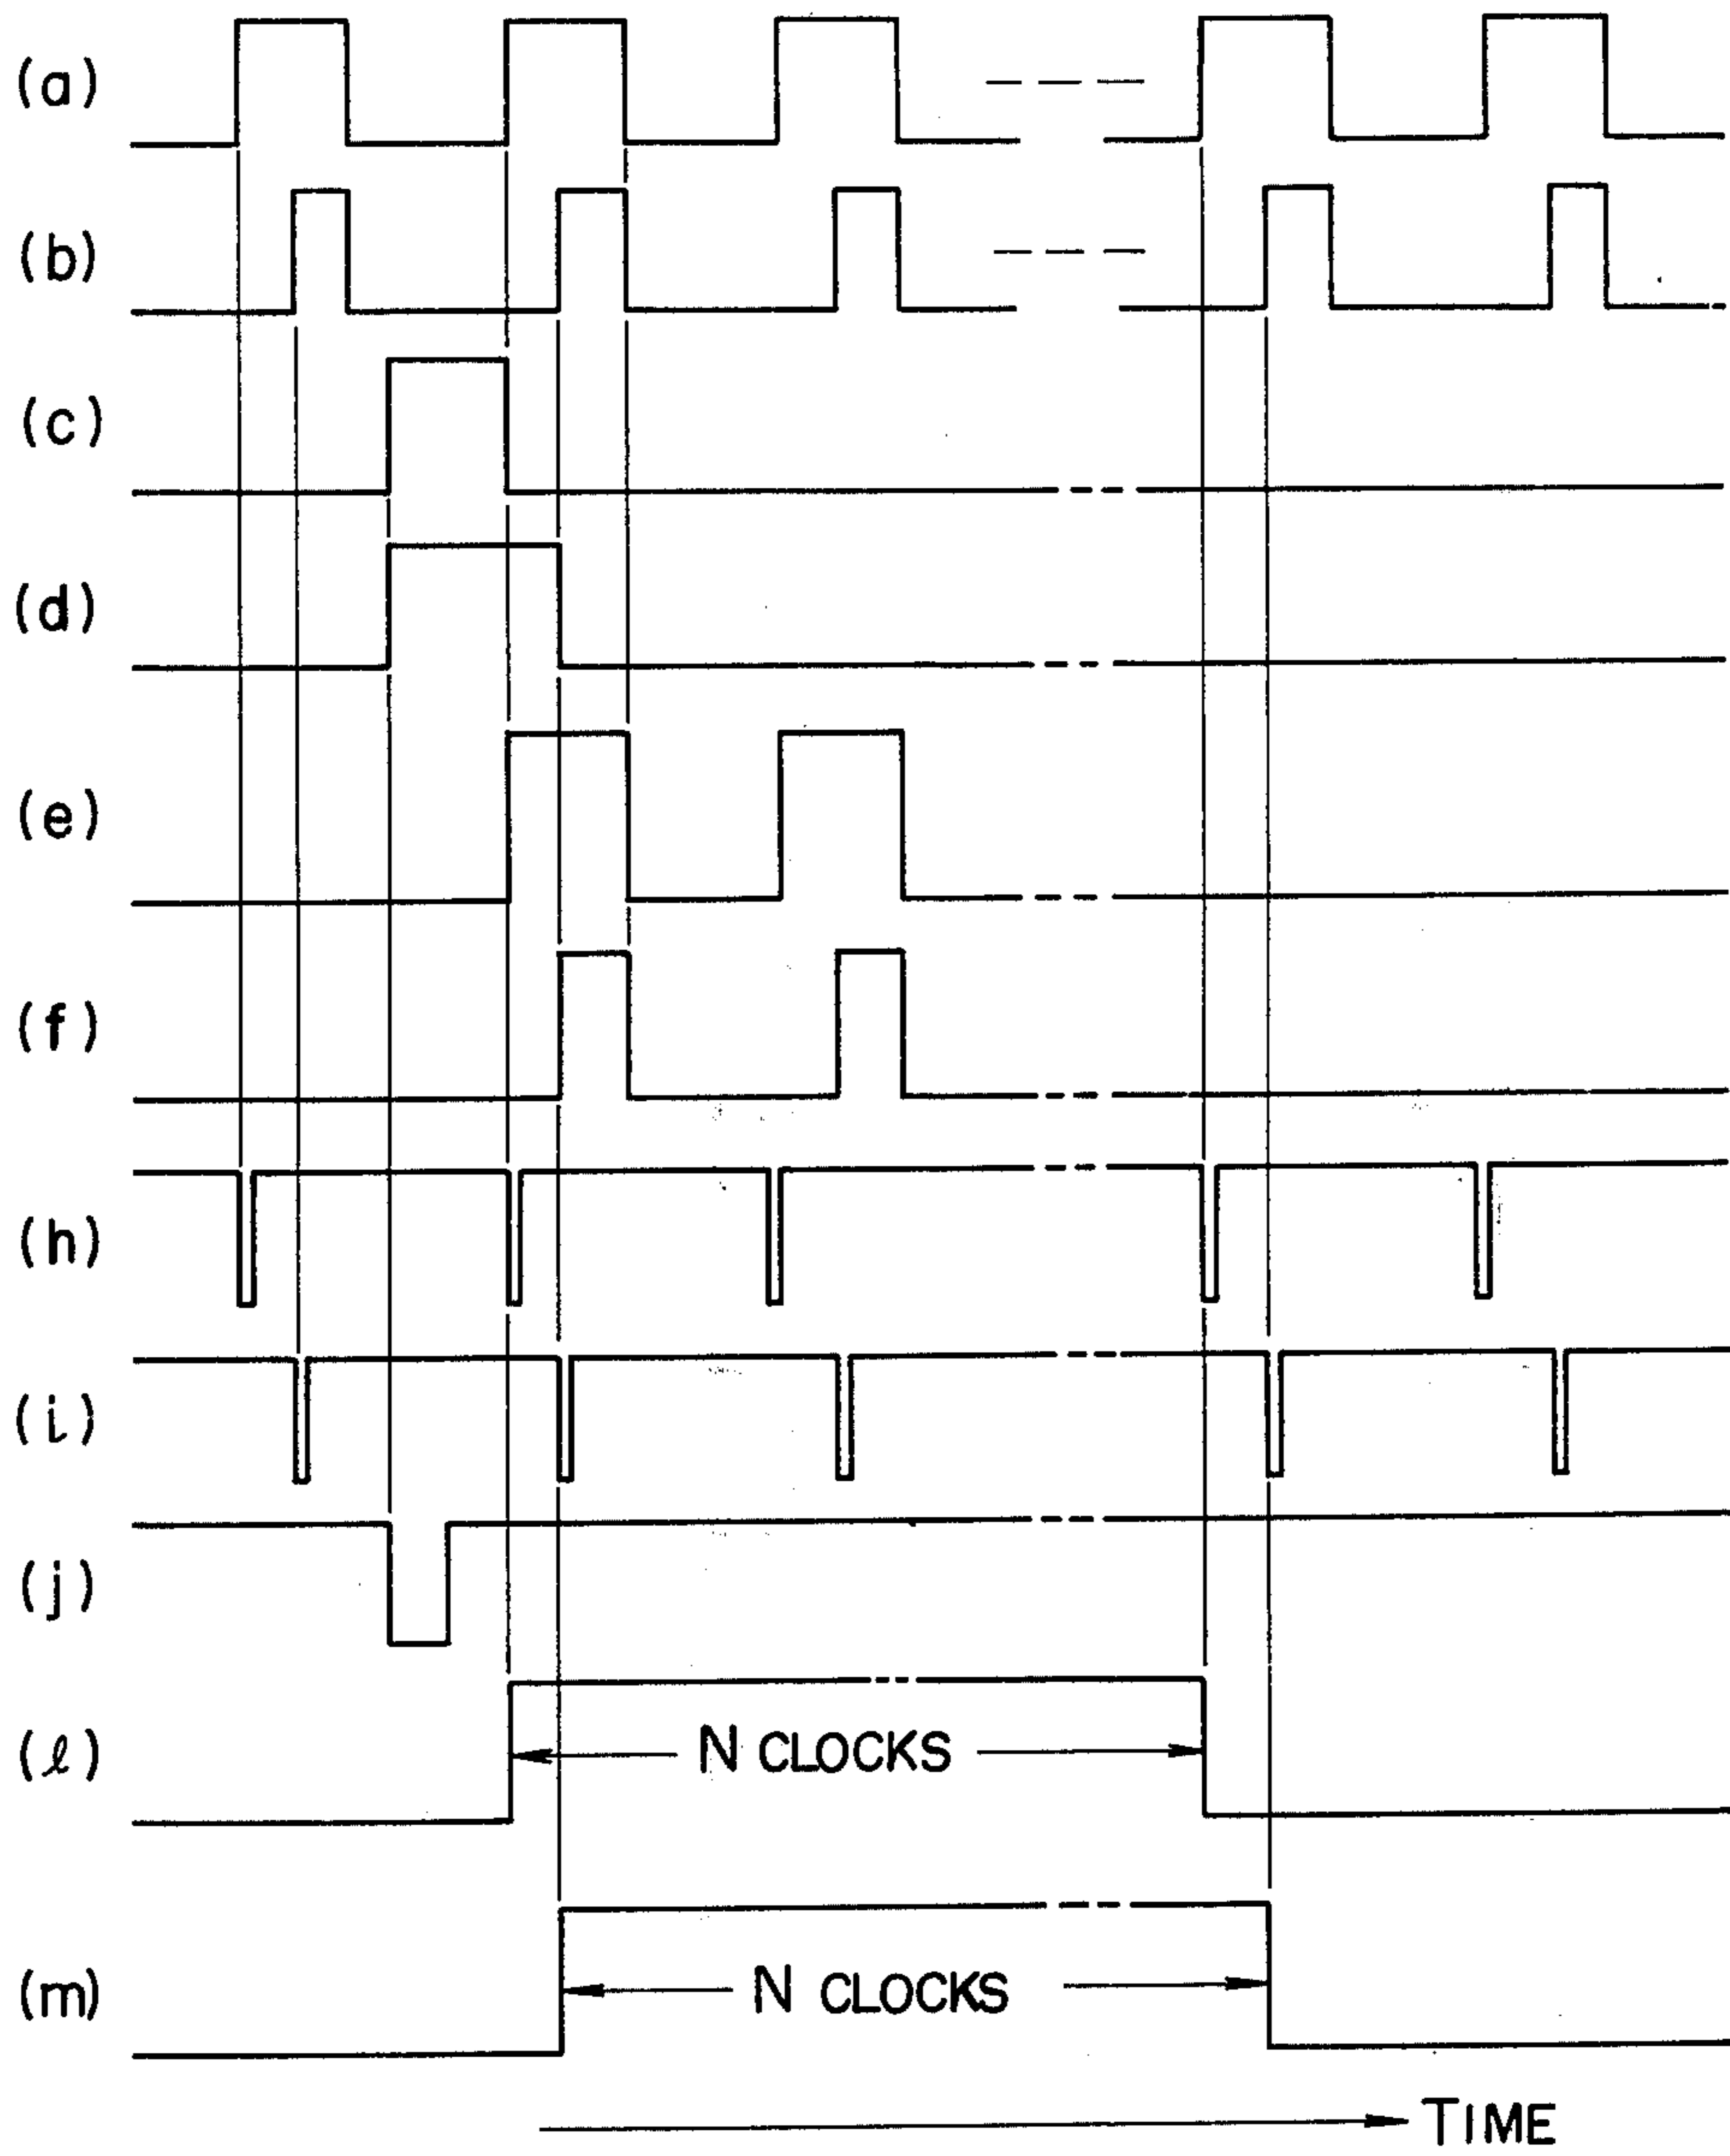 (a)
(b)
(c)
(d)
(e)
(f)
(h)
(i)
(j)
(ℓ)
N CLOCKS
(m)
N CLOCKS
TIME